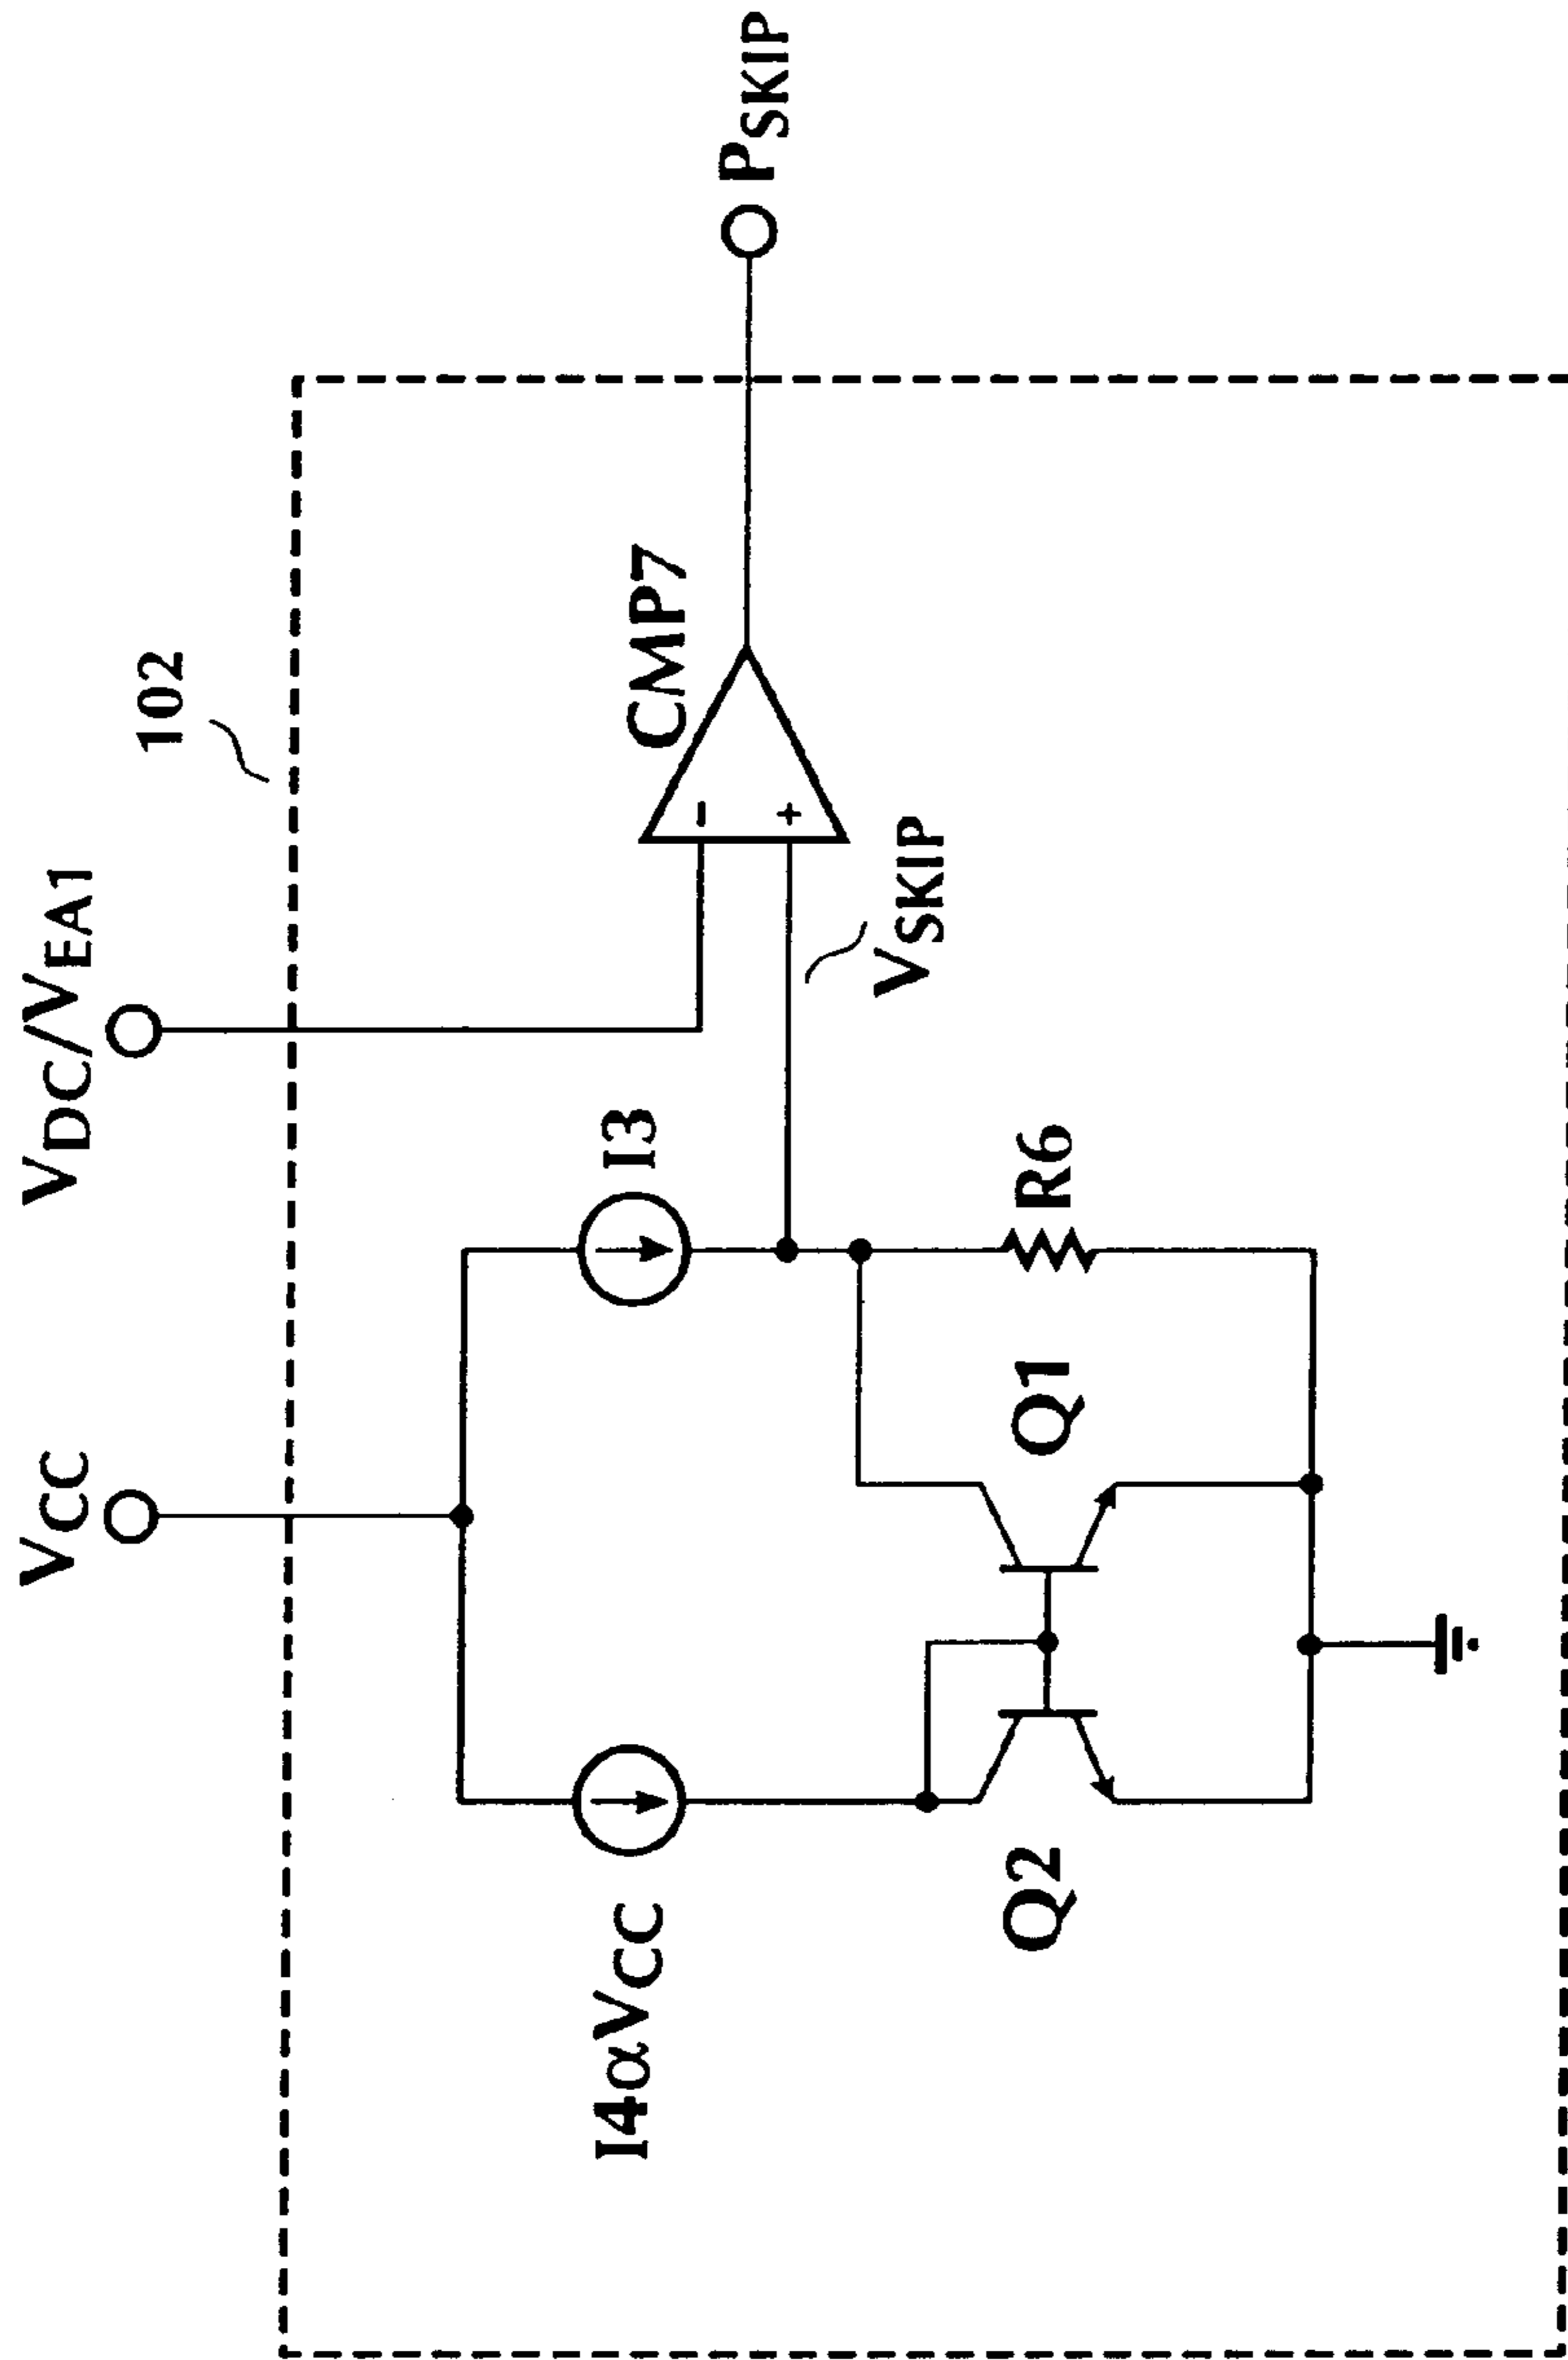 VCC
VDC/VEA1
102
I4αVCC
I3
CMP7
-
+
PSKIP
VSKIP
Q2
Q1
R6